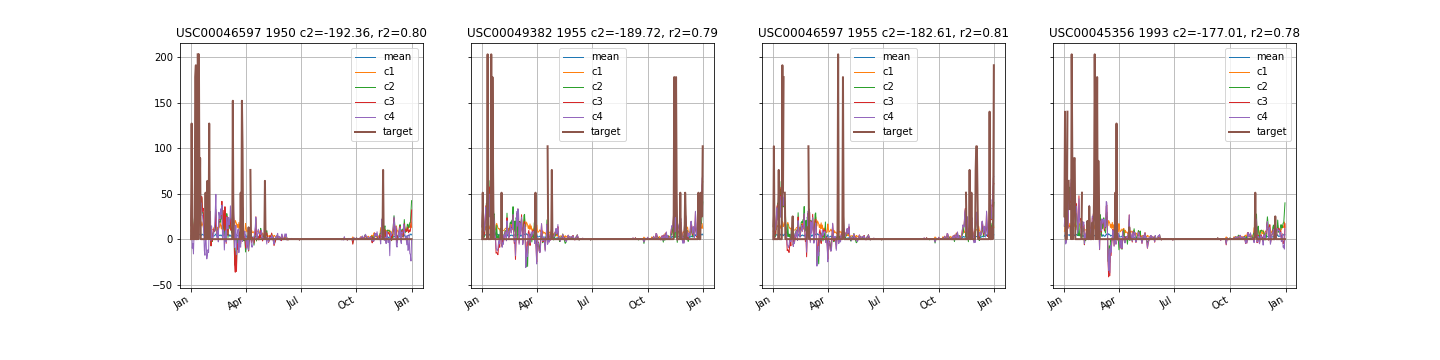 USC00046597 1950 c2=-192.36, r2=0.80
USC00049382 1955 c2=-189.72, r2=0.79
USC00046597 1955 c2=-182.61, r2=0.81
USC00045356 1993 c2=-177.01, r2=0.78
200
150
100
50
0
−50
mean
c1
c2
c3
c4
target
mean
c1
c2
c3
c4
target
mean
c1
c2
c3
c4
target
mean
c1
c2
c3
c4
target
Jan
Apr
Jul
Oct
Jan
Jan
Apr
Jul
Oct
Jan
Jan
Apr
Jul
Oct
Jan
Jan
Apr
Jul
Oct
Jan